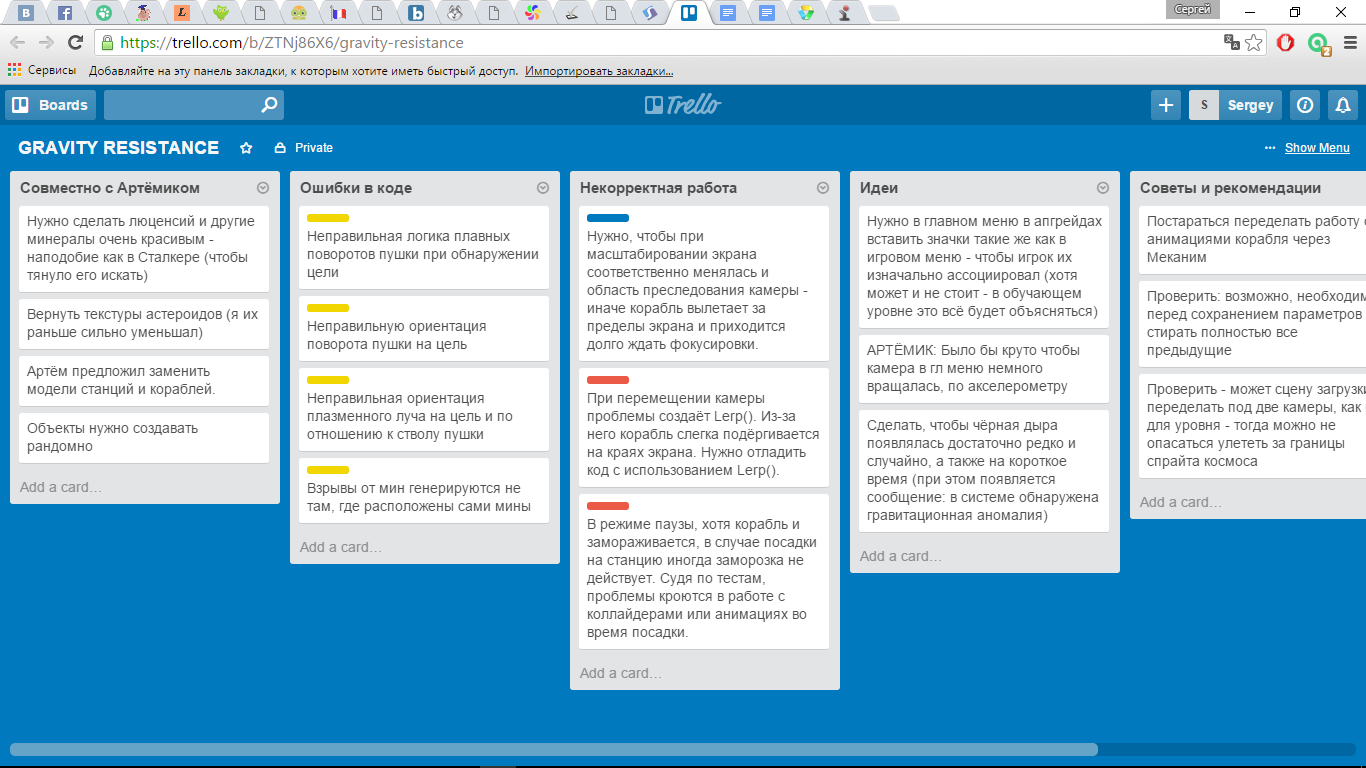 Сергей
https://trello.com/b/ZTNj86X6/gravity-resistance
2
Сервисы Добавляйте на эту панель закладки, к которым хотите иметь быстрый доступ. Импортировать закладки...
Boards
Trello
S Sergey
GRAVITY RESISTANCE Private
Show Menu
Совместно с Артёмиком
Нужно сделать люценсий и другие
минералы очень красивым -
наподобие как в Сталкере (чтобы
тянуло его искать)
Вернуть текстуры астероидов (я их
раньше сильно уменьшал)
Артём предложил заменить
модели станций и кораблей.
Объекты нужно создавать
рандомно
Add a card…
Ошибки в коде
Неправильная логика плавных
поворотов пушки при обнаружении
цели
Неправильную ориентация
поворота пушки на цель
Неправильная ориентация
плазменного луча на цель и по
отношению к стволу пушки
Взрывы от мин генерируются не
там, где расположены сами мины
Add a card…
Некорректная работа
Нужно, чтобы при
масштабировании экрана
соответственно менялась и
область преследования камеры -
иначе корабль вылетает за
пределы экрана и приходится
долго ждать фокусировки.
При перемещении камеры
проблемы создаёт Lerp(). Из-за
него корабль слегка подёргивается
на краях экрана. Нужно отладить
код с использованием Lerp().
В режиме паузы, хотя корабль и
замораживается, в случае посадки
на станцию иногда заморозка не
действует. Судя по тестам,
проблемы кроются в работе с
коллайдерами или анимациях во
время посадки.
Add a card…
Идеи
Нужно в главном меню в апгрейдах
вставить значки такие же как в
игровом меню - чтобы игрок их
изначально ассоциировал (хотя
может и не стоит - в обучающем
уровне это всё будет объясняться)
АРТЁМИК: Было бы круто чтобы
камера в гл меню немного
вращалась, по акселерометру
Сделать, чтобы чёрная дыра
появлялась достаточно редко и
случайно, а также на короткое
время (при этом появляется
сообщение: в системе обнаружена
гравитационная аномалия)
Add a card…
Советы и рекомендации
Постараться переделать работу с
анимациями корабля через
Меканим
Проверить: возможно, необходим
перед сохранением параметров
стирать полностью все
предыдущие
Проверить - может сцену загрузки
переделать под две камеры, как
для уровня - тогда можно не
опасаться улететь за границы
спрайта космоса
Add a card…